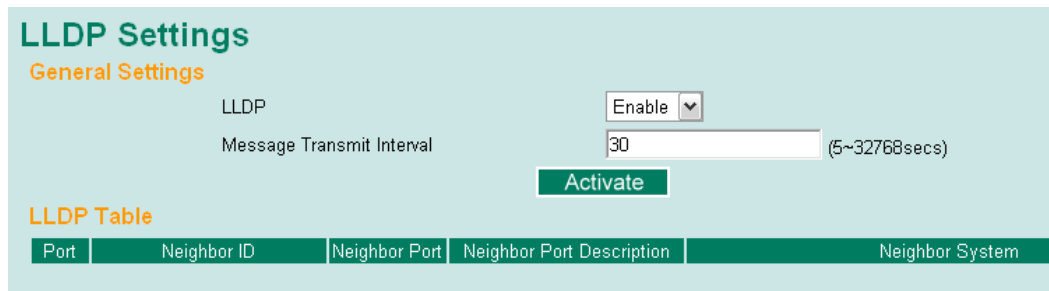 LLDP Settings
General Settings
LLDP Enable
Message Transmit Interval 30 (5~32768secs)
Activate
LLDP Table
Port Neighbor ID Neighbor Port Neighbor Port Description Neighbor System